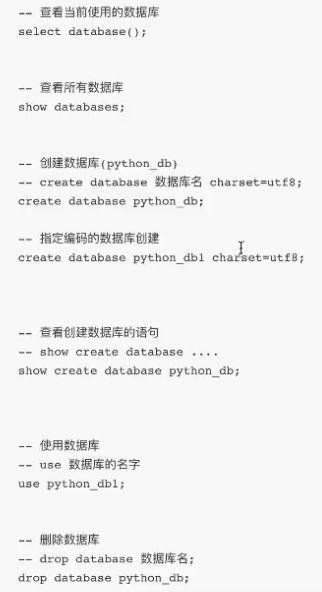 -- 查看当前使用的数据库
select database();
-- 查看所有数据库
show databases;
-- 创建数据库(python_db)
-- create database 数据库名 charset=utf8;
create database python_db;
-- 指定编码的数据库创建
create database python_db1 charset=utf8;
-- 查看创建数据库的语句
-- show create database ....
show create database python_db;
-- 使用数据库
-- use 数据库的名字
use python_db1;
-- 删除数据库
-- drop database 数据库名;
drop database python_db;